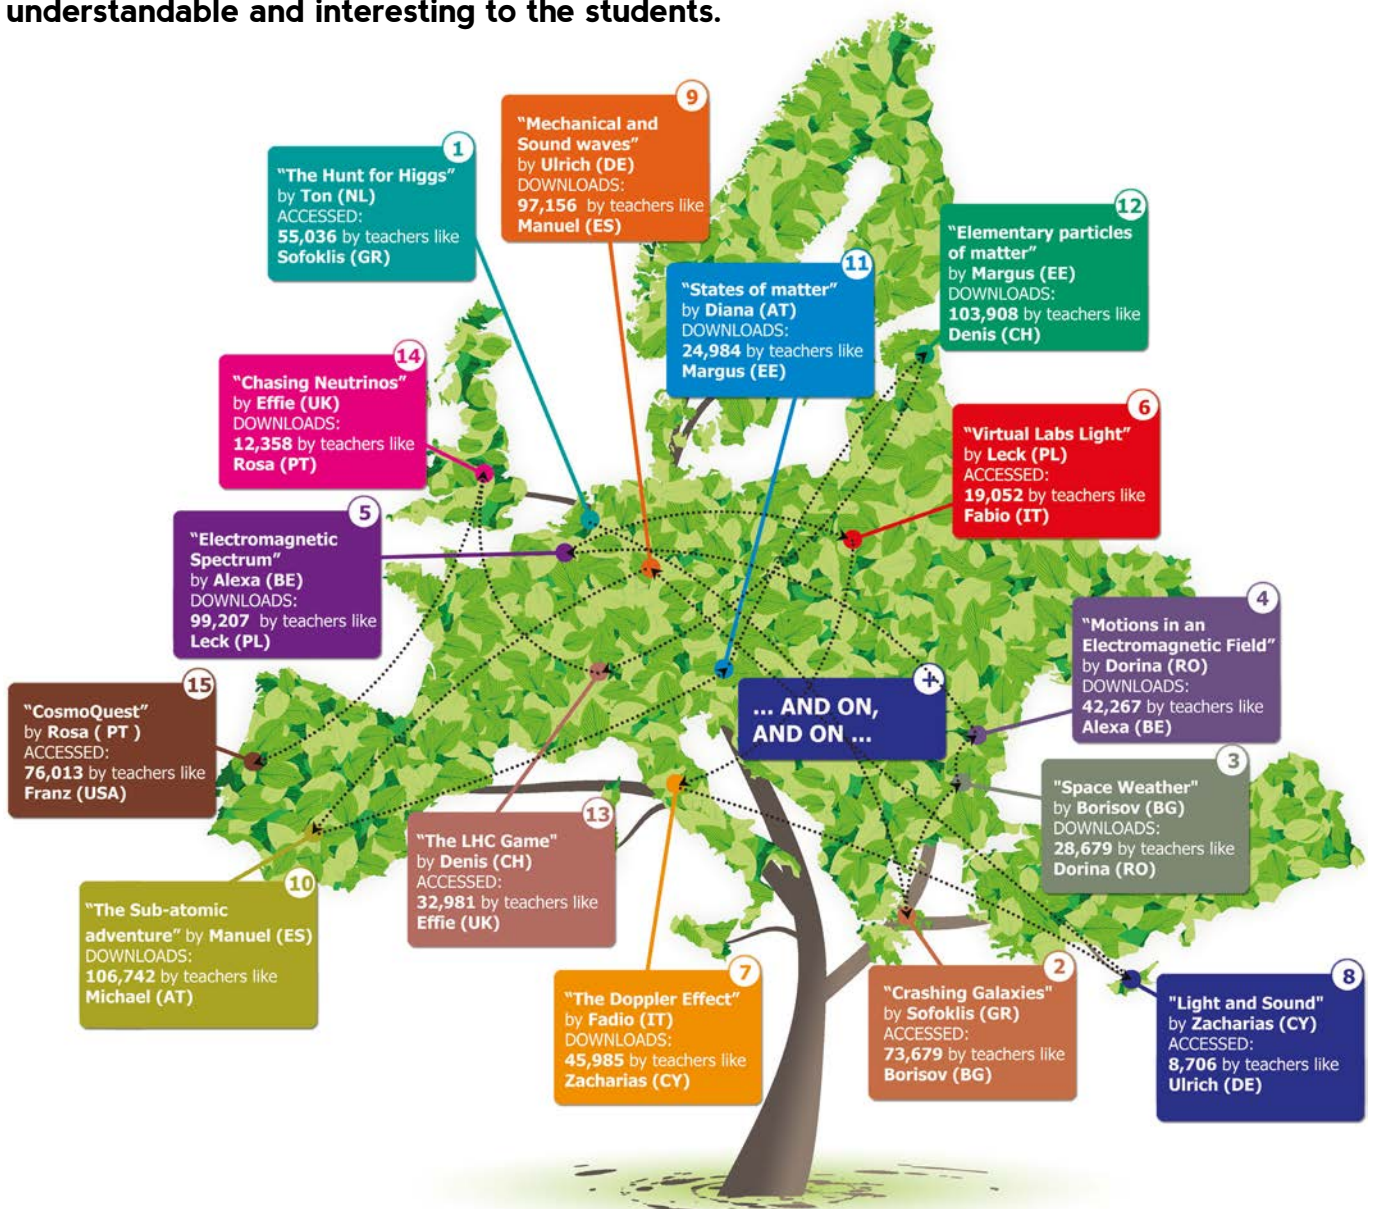 understandable and interesting to the students.
1
"The Hunt for Higgs"
by Ton (NL)
ACCESSED:
55,036 by teachers like
Sofoklis (GR)
9
"Mechanical and
Sound waves"
by Ulrich (DE)
DOWNLOADS:
97,156 by teachers like
Manuel (ES)
12
"Elementary particles
of matter"
by Margus (EE)
DOWNLOADS:
103,908 by teachers like
Denis (CH)
11
"States of matter"
by Diana (AT)
DOWNLOADS:
24,984 by teachers like
Margus (EE)
14
"Chasing Neutrinos"
by Effie (UK)
DOWNLOADS:
12,358 by teachers like
Rosa (PT)
6
"Virtual Labs Light"
by Leck (PL)
ACCESSED:
19,052 by teachers like
Fabio (IT)
5
"Electromagnetic
Spectrum"
by Alexa (BE)
DOWNLOADS:
99,207 by teachers like
Leck (PL)
4
"Motions in an
Electromagnetic Field"
by Dorina (RO)
DOWNLOADS:
42,267 by teachers like
Alexa (BE)
15
"CosmoQuest"
by Rosa ( PT )
ACCESSED:
76,013 by teachers like
Franz (USA)
+
... AND ON,
AND ON ...
3
"Space Weather"
by Borisov (BG)
DOWNLOADS:
28,679 by teachers like
Dorina (RO)
13
"The LHC Game"
by Denis (CH)
ACCESSED:
32,981 by teachers like
Effie (UK)
10
"The Sub-atomic
adventure" by Manuel (ES)
DOWNLOADS:
106,742 by teachers like
Michael (AT)
7
"The Doppler Effect"
by Fadio (IT)
DOWNLOADS:
45,985 by teachers like
Zacharias (CY)
2
"Crashing Galaxies"
by Sofoklis (GR)
ACCESSED:
73,679 by teachers like
Borisov (BG)
8
"Light and Sound"
by Zacharias (CY)
ACCESSED:
8,706 by teachers like
Ulrich (DE)